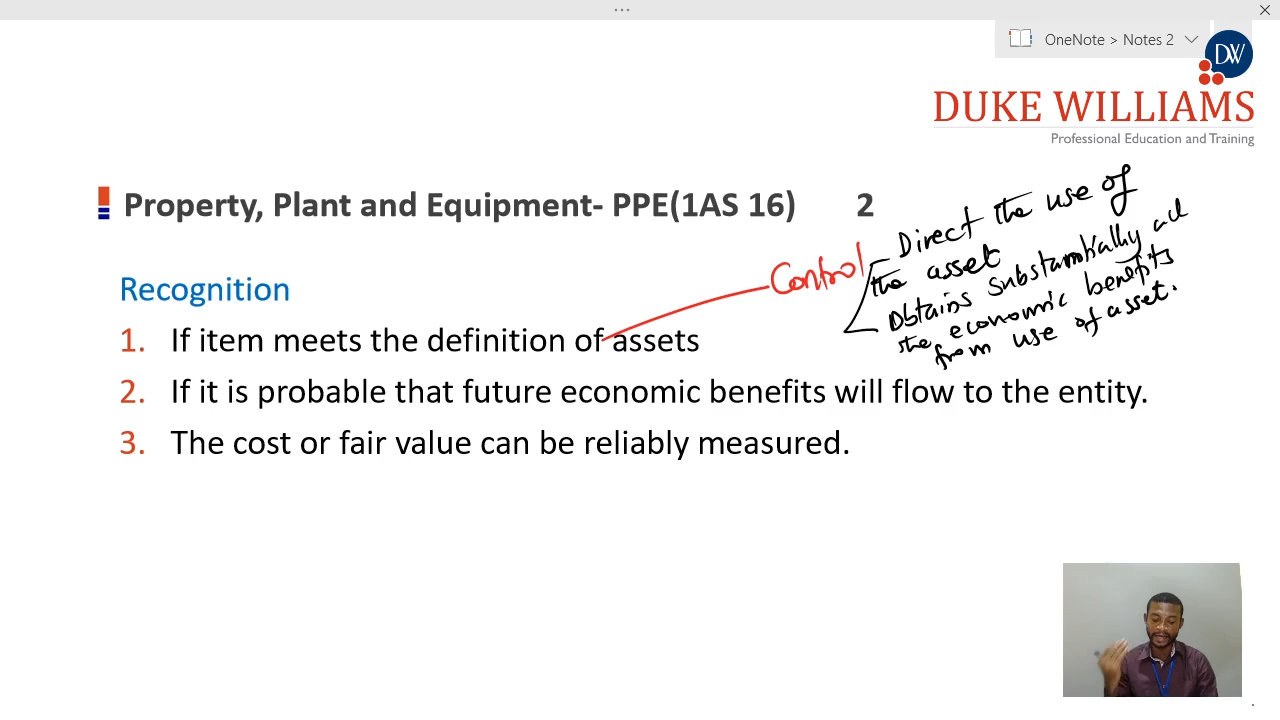 OneNote > Notes 2
DW
DUKE WILLIAMS
Professional Education and Training
Property, Plant and Equipment- PPE(1AS 16) 2
Control
Direct the use of
the asset
Obtains substantially all
the economic benefits
from use of asset.
Recognition
1. If item meets the definition of assets
2. If it is probable that future economic benefits will flow to the entity.
3. The cost or fair value can be reliably measured.